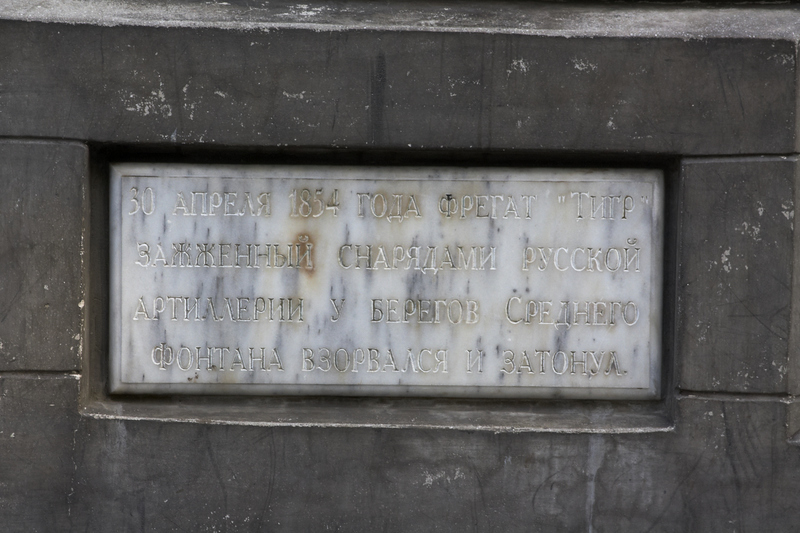 30 АПРЕЛЯ 1854 ГОДА ФРЕГАТ "ТИГР"
ЗАЖЖЕННЫЙ СНАРЯДАМИ РУССКОЙ
АРТИЛЛЕРИИ У БЕРЕГОВ СРЕДНЕГО
ФОНТАНА ВЗОРВАЛСЯ И ЗАТОНУЛ.